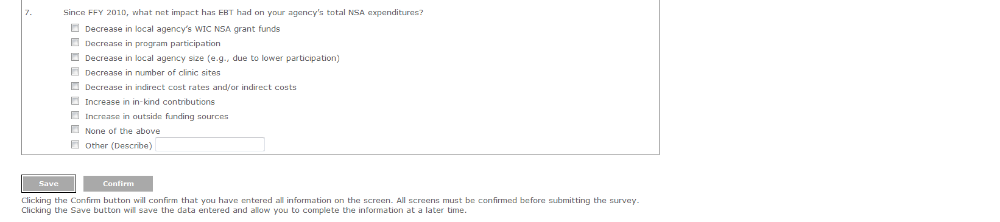 7. Since FFY 2010, what net impact has EBT had on your agency's total NSA expenditures?
Decrease in local agency's WIC NSA grant funds
Decrease in program participation
Decrease in local agency size (e.g., due to lower participation)
Decrease in number of clinic sites
Decrease in indirect cost rates and/or indirect costs
Increase in in-kind contributions
Increase in outside funding sources
None of the above
Other (Describe)
Save Confirm
Clicking the Confirm button will confirm that you have entered all information on the screen. All screens must be confirmed before submitting the survey.
Clicking the Save button will save the data entered and allow you to complete the information at a later time.